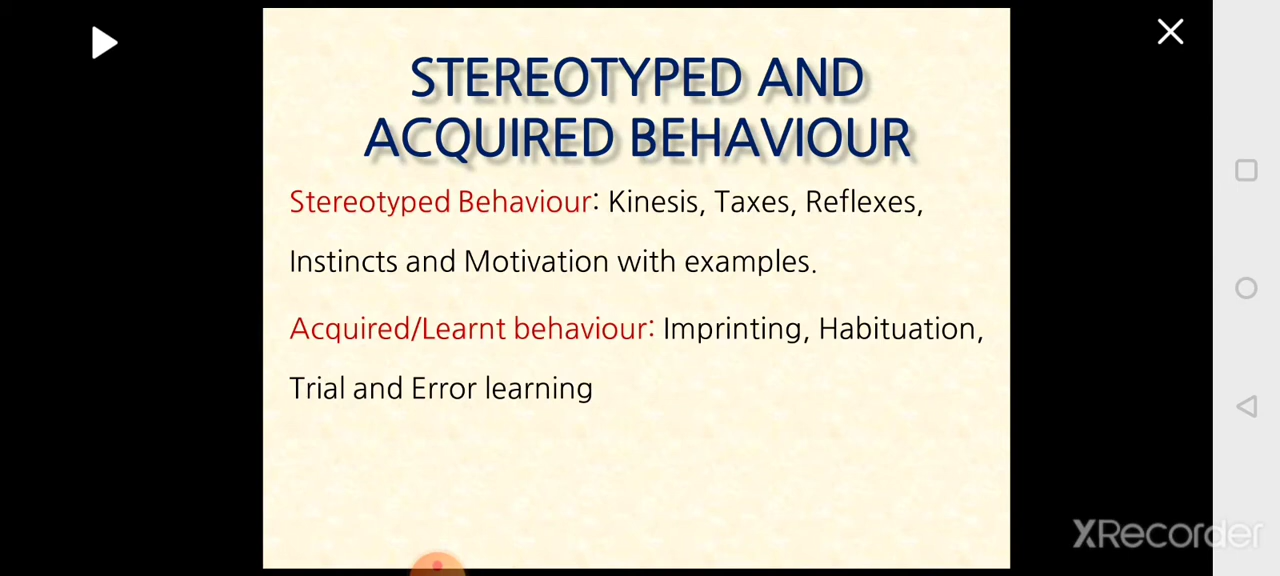 STEREOTYPED AND
ACQUIRED BEHAVIOUR
Stereotyped Behaviour: Kinesis, Taxes, Reflexes,
Instincts and Motivation with examples.
Acquired/Learnt behaviour: Imprinting, Habituation,
Trial and Error learning
XRecorder